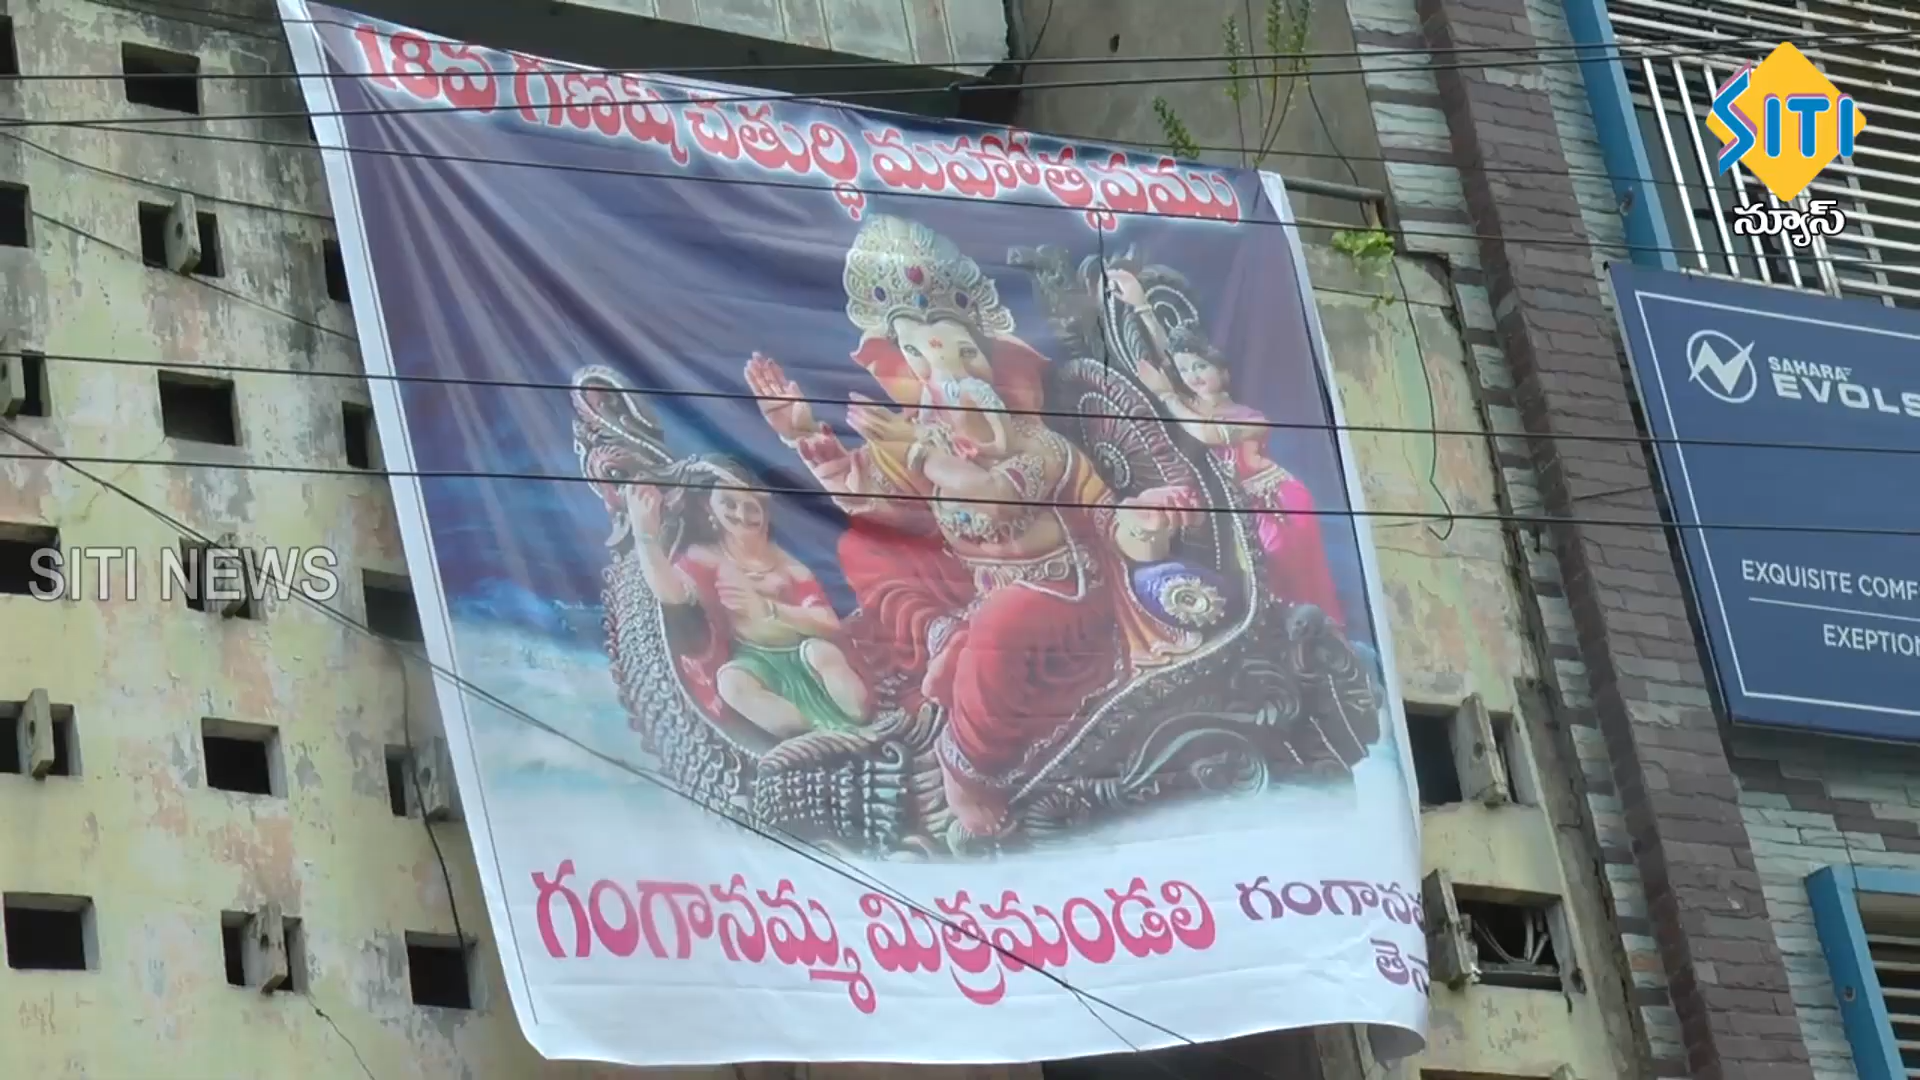 18వ గణేష్ చతుర్థి మహోత్సవము
SITI
న్యూస్
SAHARA
EVOLS
EXQUISITE COMF
EXEPTION
SITI NEWS
గంగానమ్మ మిత్రమండలి